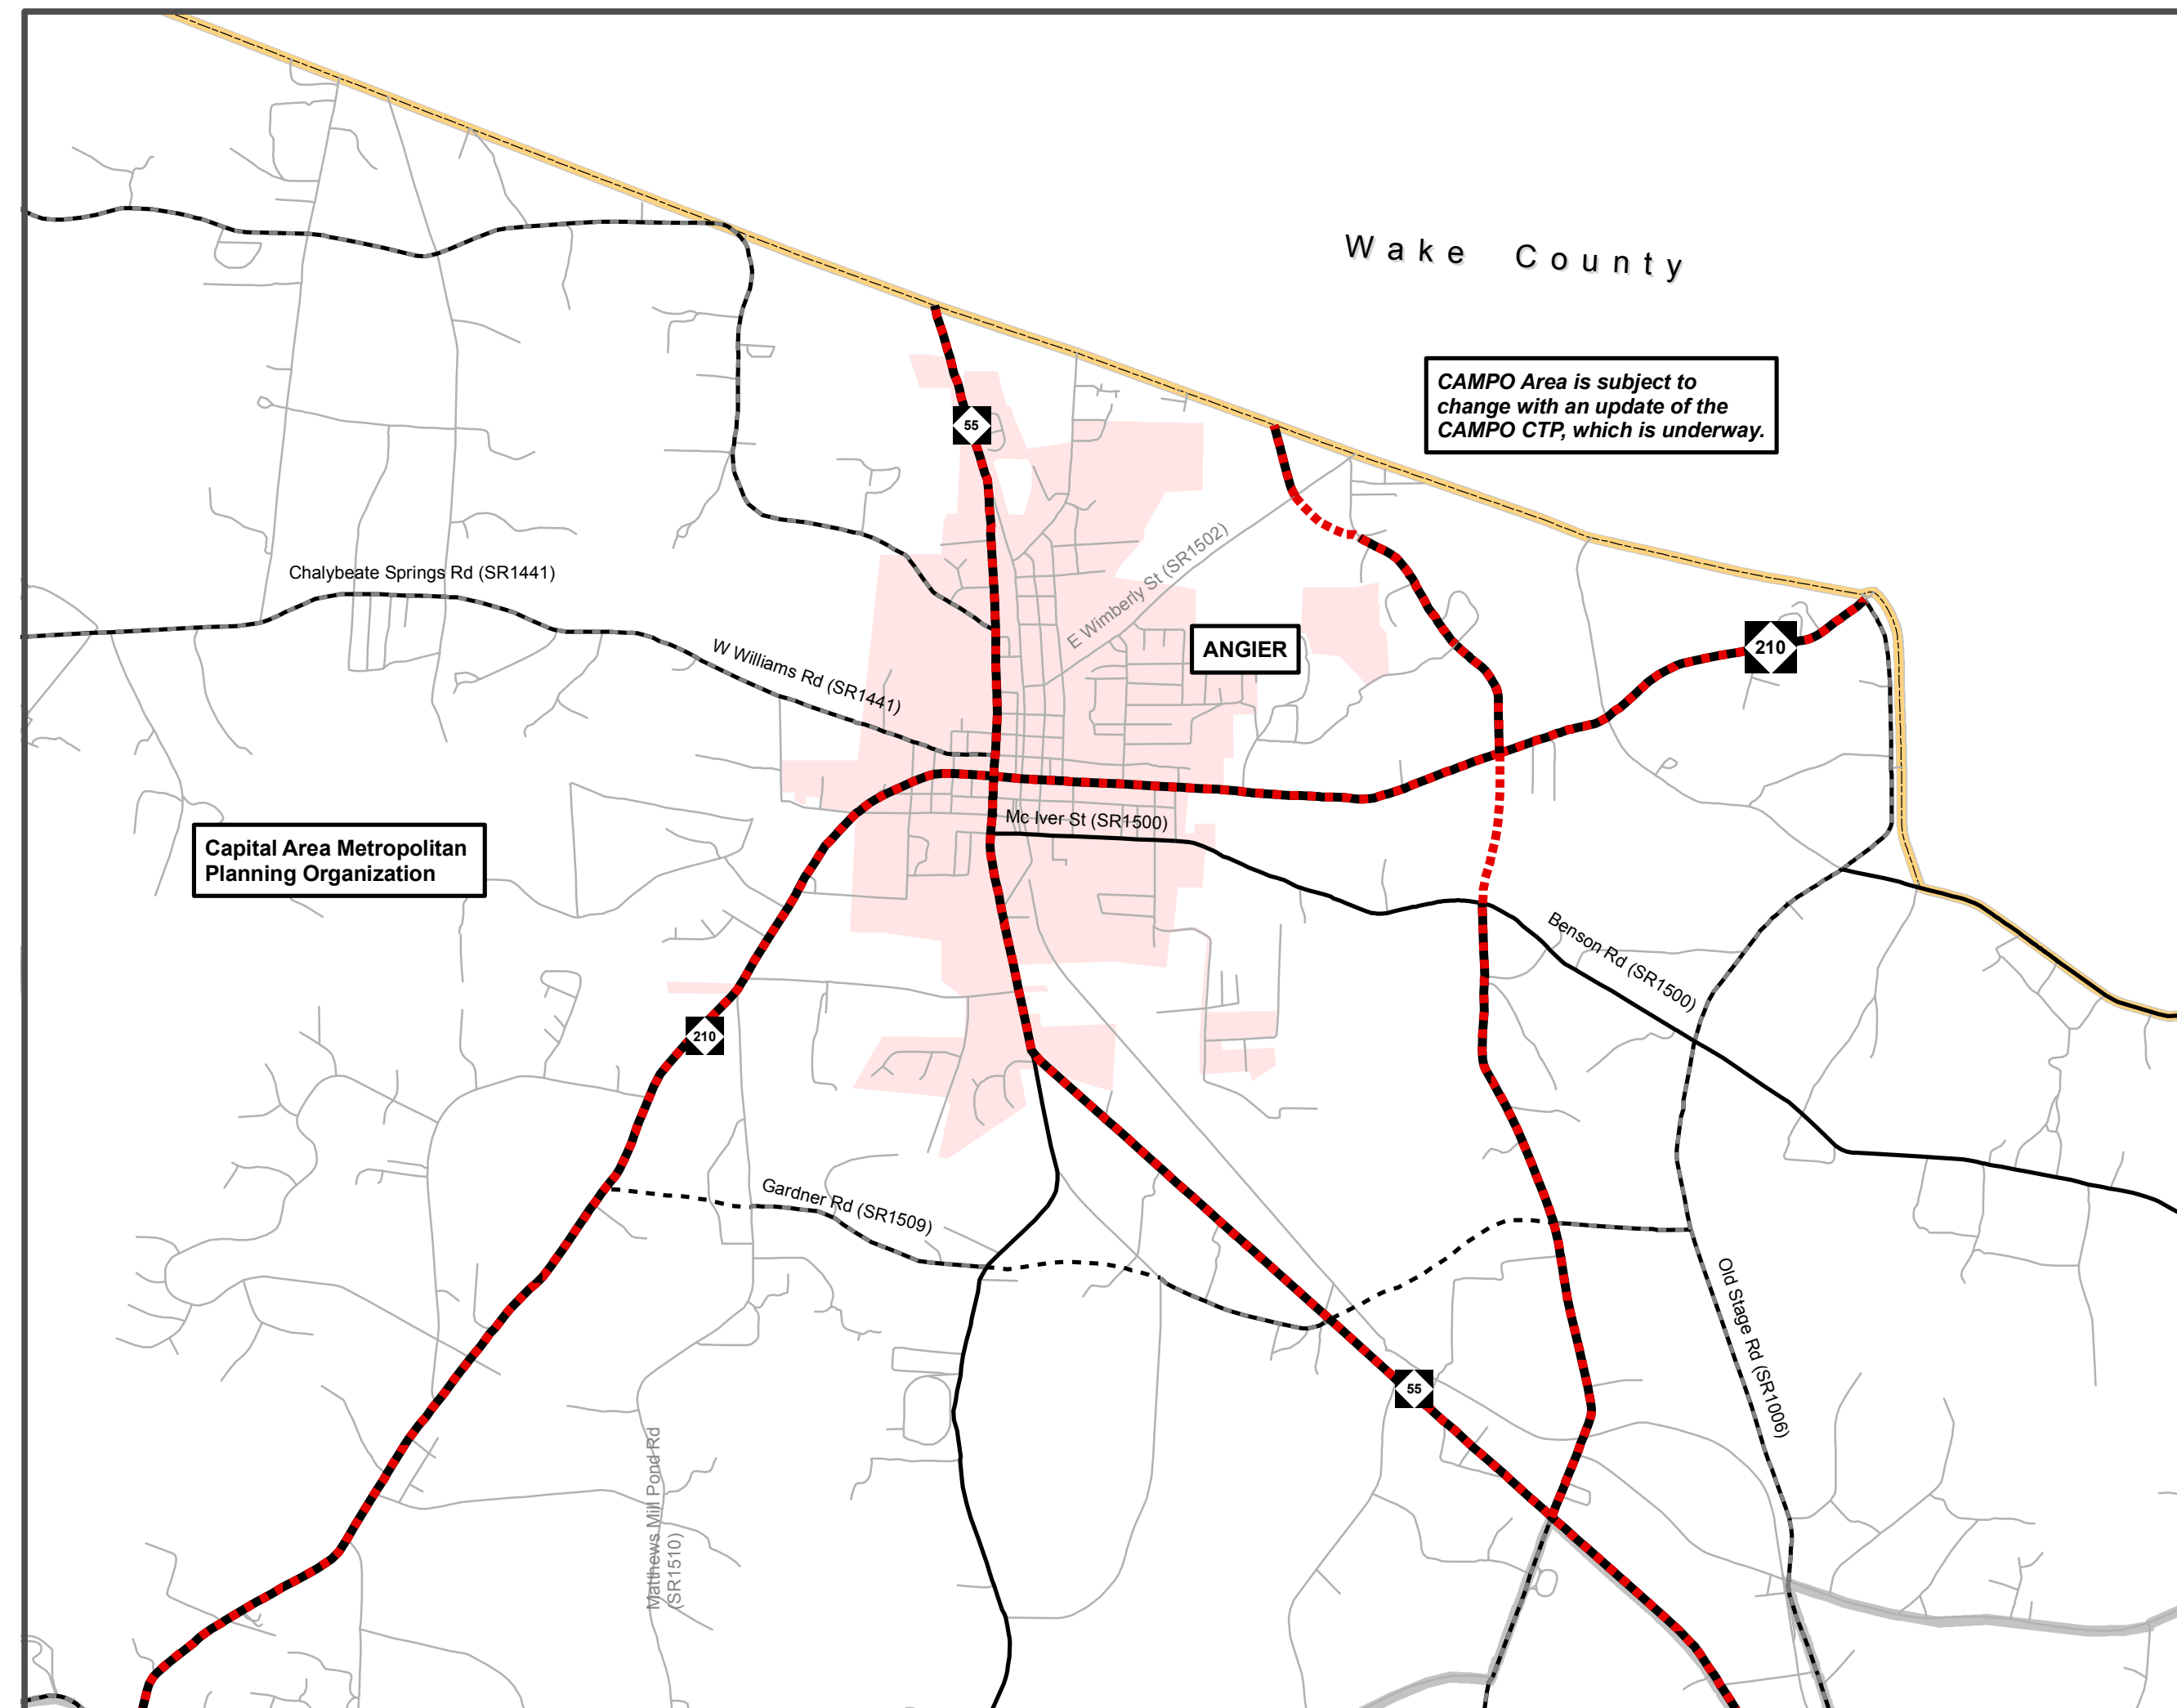 Wake County
CAMPO Area is subject to
change with an update of the
CAMPO CTP, which is underway.
55
Chalybeate Springs Rd (SR1441)
E Wimberly St (SR1502)
ANGIER
210
W Williams Rd (SR1441)
Mc Iver St (SR1500)
Capital Area Metropolitan
Planning Organization
Benson Rd (SR1500)
210
Gardner Rd (SR1509)
Old Stage Rd (SR1006)
55
Matthews Mill Pond Rd
(SR1510)